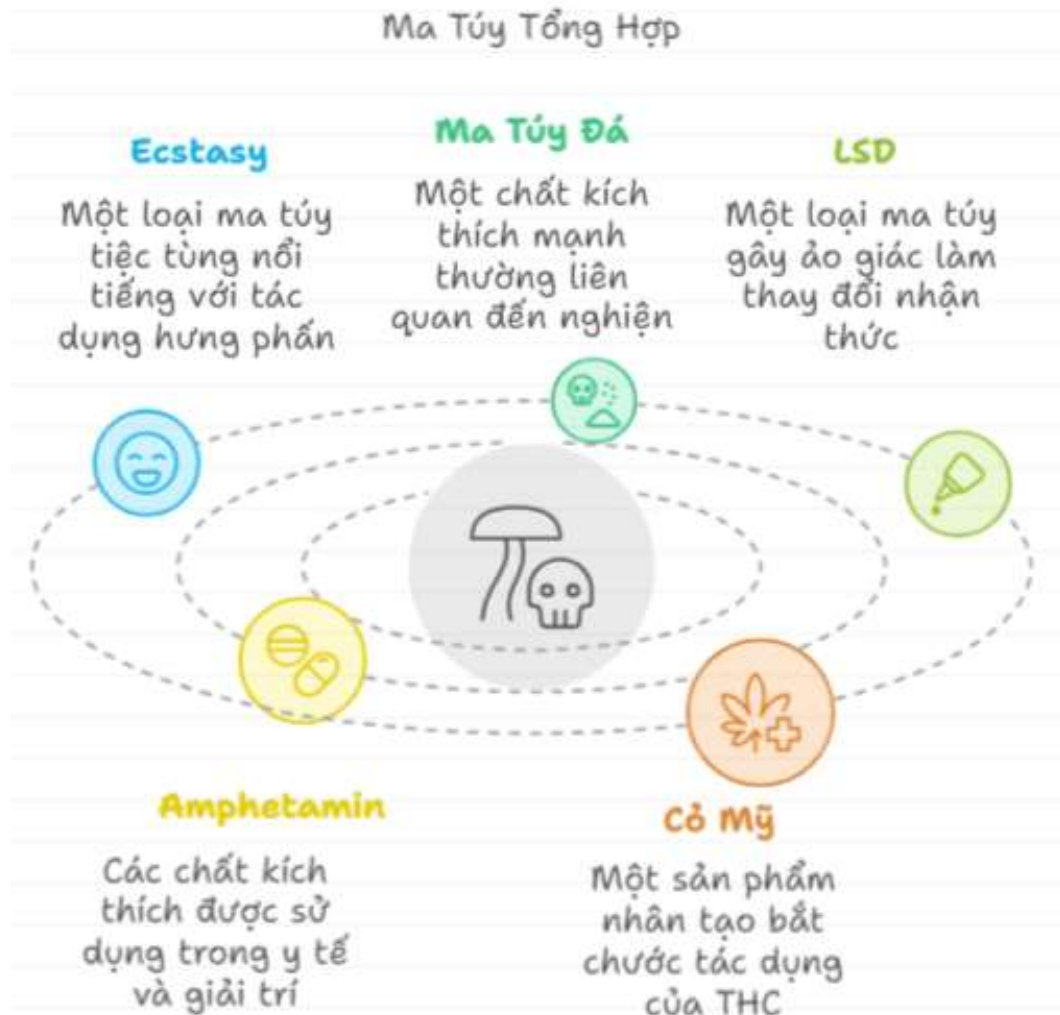 Ma Túy Tổng Hợp
Ecstasy
Một loại ma túy
tiệc tùng nổi
tiếng với tác
dụng hưng phấn
Ma Túy Đá
Một chất kích
thích mạnh
thường liên
quan đến nghiện
LSD
Một loại ma túy
gây ảo giác làm
thay đổi nhận
thức
Amphetamin
Các chất kích
thích được sử
dụng trong y tế
và giải trí
Cỏ Mỹ
Một sản phẩm
nhân tạo bắt
chước tác dụng
của THC